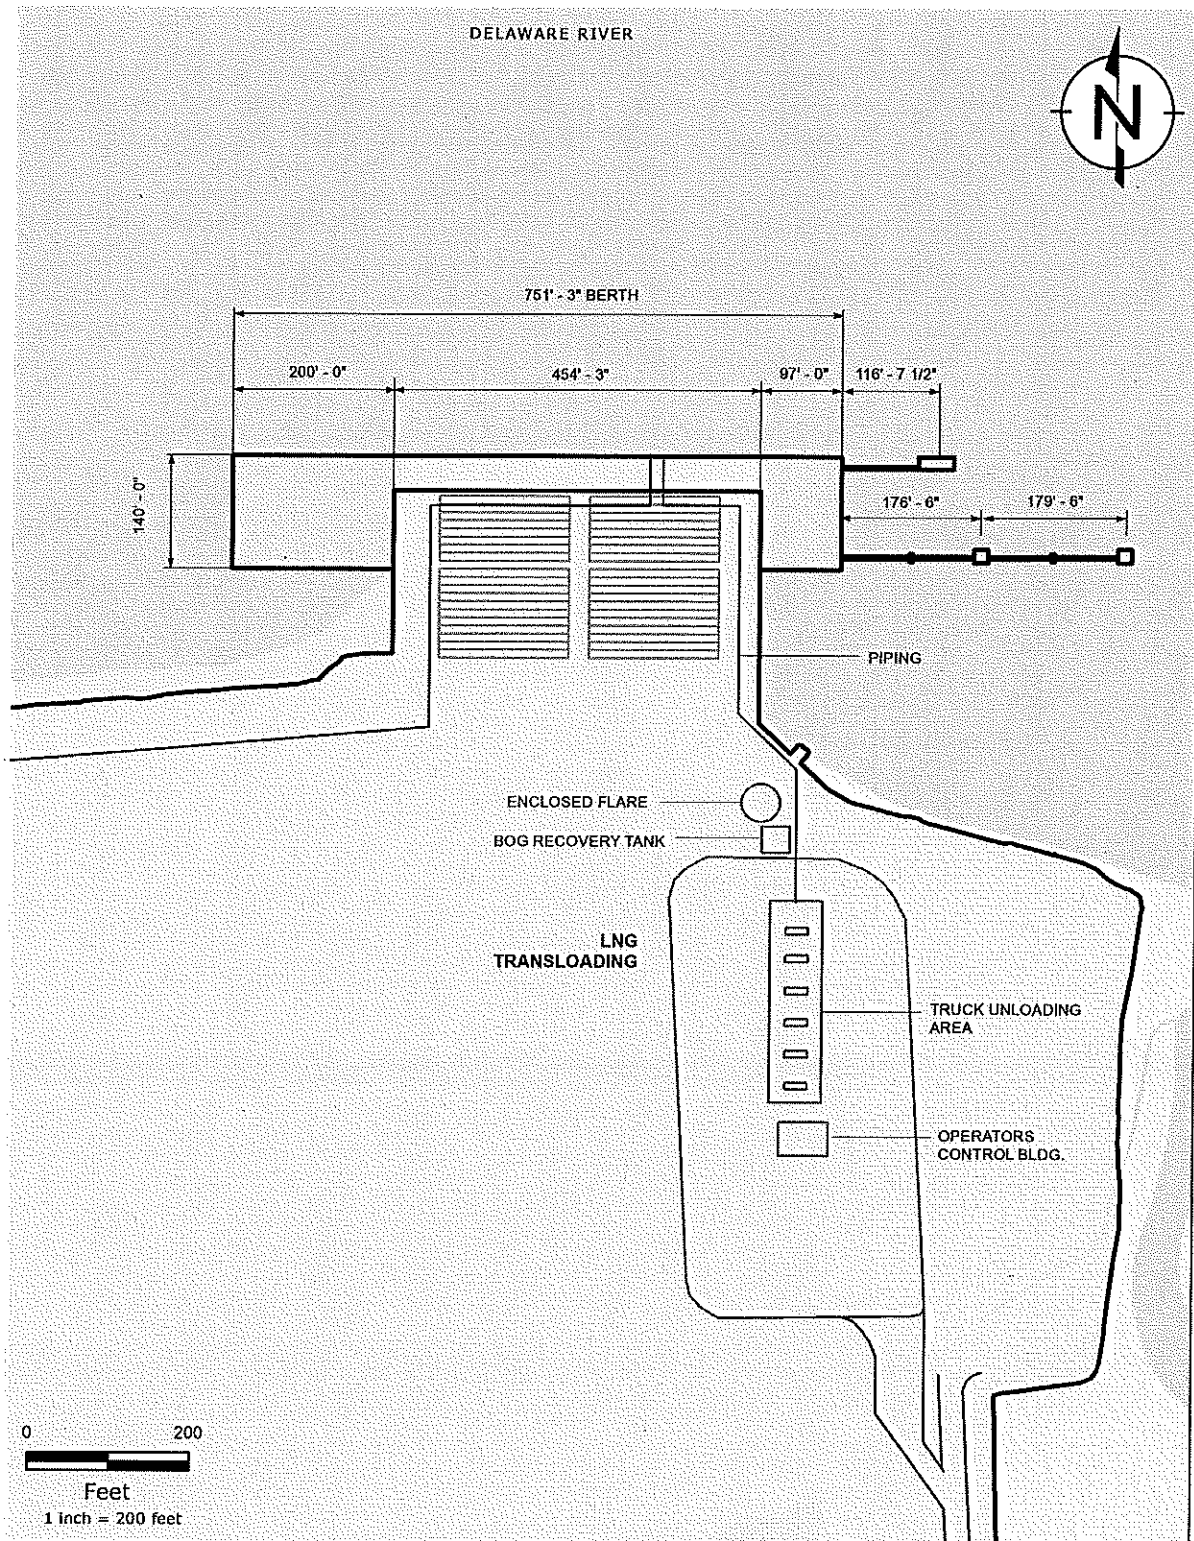 DELAWARE RIVER
N
751' - 3" BERTH
200' - 0"
454' - 3"
97' - 0"
116' - 7 1/2"
140' - 0"
176' - 6"
179' - 6"
PIPING
ENCLOSED FLARE
BOG RECOVERY TANK
LNG
TRANSLOADING
TRUCK UNLOADING
AREA
OPERATORS
CONTROL BLDG.
0 200
Feet
1 inch = 200 feet